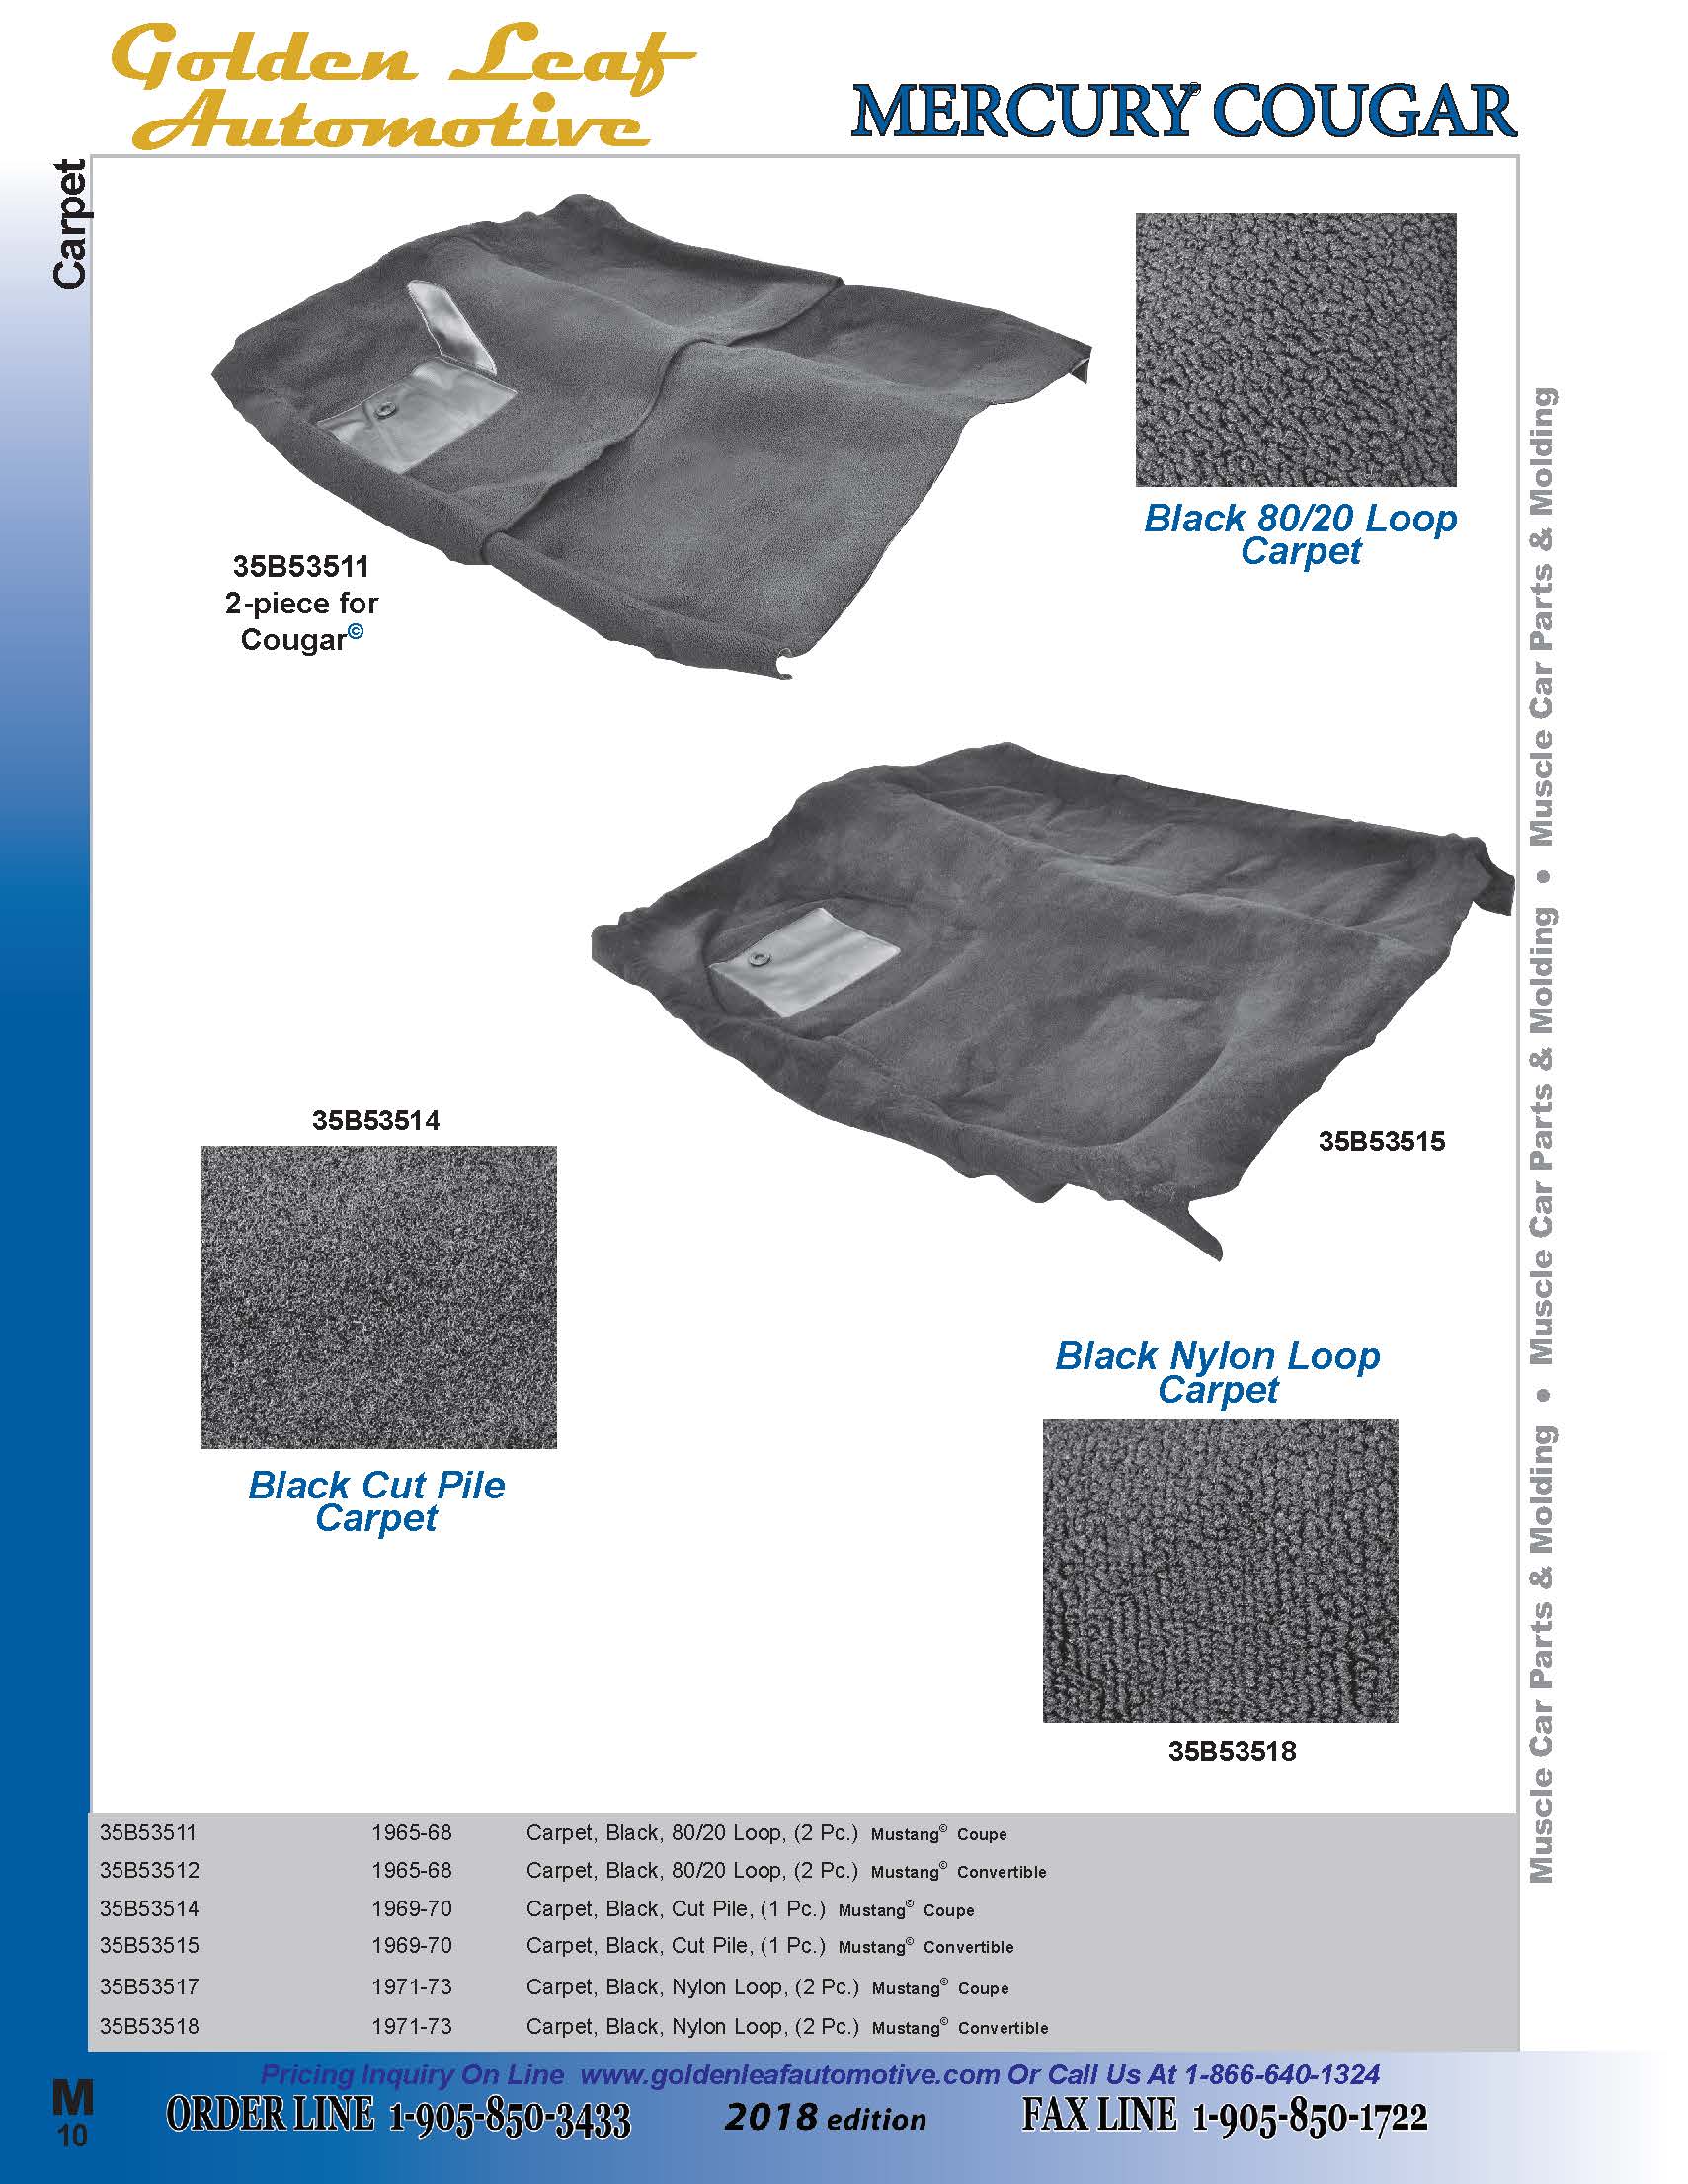 Golden Leaf
Automotive
MERCURY® COUGAR
Carpet
Black 80/20 Loop
Carpet
35B53511
2-piece for
Cougar©
35B53514
35B53515
Black Cut Pile
Carpet
Black Nylon Loop
Carpet
35B53518
Muscle Car Parts & Molding • Muscle Car Parts & Molding • Muscle Car Parts & Molding
35B53511 1965-68 Carpet, Black, 80/20 Loop, (2 Pc.) Mustang© Coupe
35B53512 1965-68 Carpet, Black, 80/20 Loop, (2 Pc.) Mustang© Convertible
35B53514 1969-70 Carpet, Black, Cut Pile, (1 Pc.) Mustang© Coupe
35B53515 1969-70 Carpet, Black, Cut Pile, (1 Pc.) Mustang© Convertible
35B53517 1971-73 Carpet, Black, Nylon Loop, (2 Pc.) Mustang© Coupe
35B53518 1971-73 Carpet, Black, Nylon Loop, (2 Pc.) Mustang© Convertible
Pricing Inquiry On Line www.goldenleafautomotive.com Or Call Us At 1-866-640-1324
M
10
ORDER LINE 1-905-850-3433 2018 edition FAX LINE 1-905-850-1722